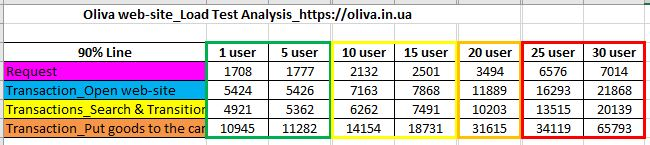 Oliva web-site_Load Test Analysis_https://oliva.in.ua
90% Line 1 user 5 user 10 user 15 user 20 user 25 user 30 user
Request 1708 1777 2132 2501 3494 6576 7014
Transaction_Open web-site 5424 5426 7163 7868 11889 16293 21868
Transactions_Search & Transition 4921 5362 6262 7491 10203 13515 20139
Transaction_Put goods to the car 10945 11282 14154 18731 31615 34119 65793